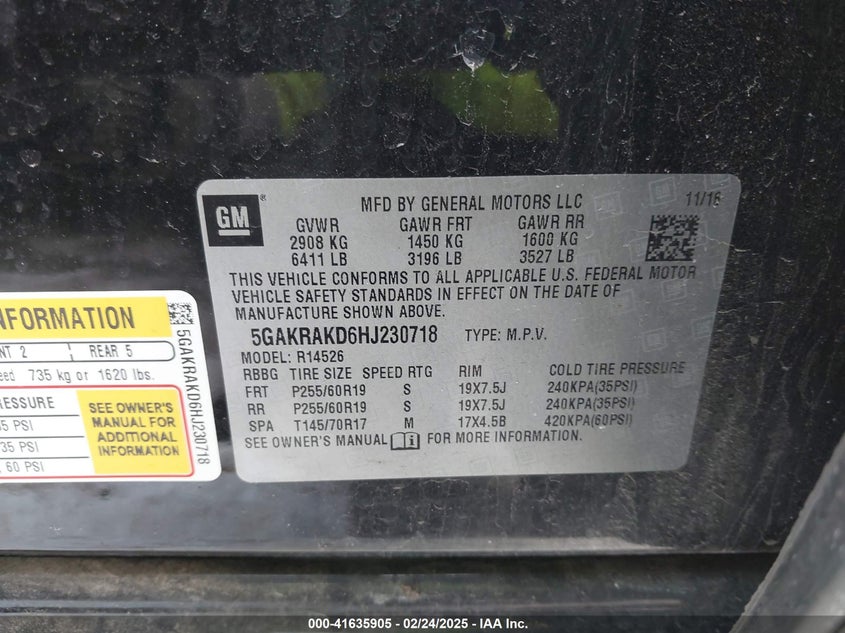 GM ®
MFD BY GENERAL MOTORS LLC 11/16
GVWR GAWR FRT GAWR RR
2908 KG 1450 KG 1600 KG
6411 LB 3196 LB 3527 LB
THIS VEHICLE CONFORMS TO ALL APPLICABLE U.S. FEDERAL MOTOR
VEHICLE SAFETY STANDARDS IN EFFECT ON THE DATE OF
MANUFACTURE SHOWN ABOVE.
5GAKRAKD6HJ230718 TYPE: M.P.V.
MODEL: R14526
RBBG TIRE SIZE SPEED RTG RIM COLD TIRE PRESSURE
FRT P255/60R19 S 19X7.5J 240KPA(35PSI)
RR P255/60R19 S 19X7.5J 240KPA(35PSI)
SPA T145/70R17 M 17X4.5B 420KPA(60PSI)
SEE OWNER'S MANUAL i FOR MORE INFORMATION.
INFORMATION
2 REAR 5
735 kg or 1620 lbs.
35 PSI
60 PSI
SEE OWNER'S
MANUAL FOR
ADDITIONAL
INFORMATION
5GAKRAKD6HJ230718
000-41635905 - 02/24/2025 - IAA Inc.